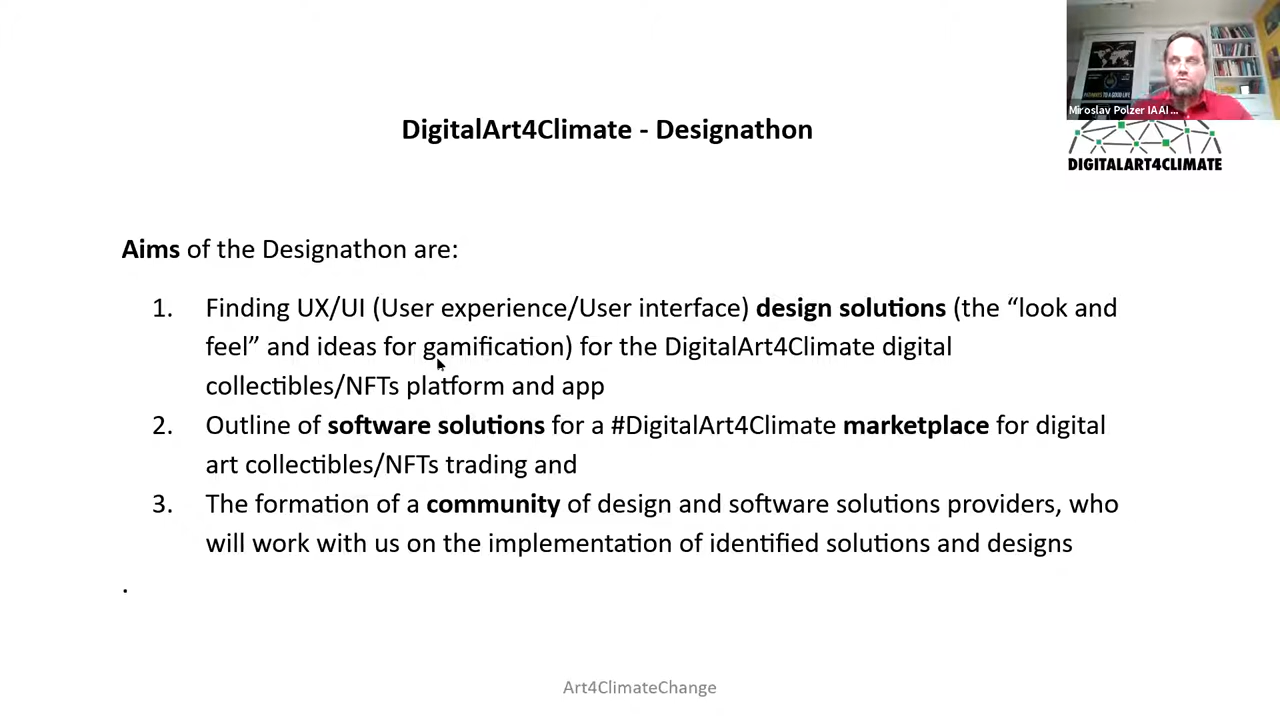 Miroslav Polzer IAAI ...
DigitalArt4Climate - Designathon
DIGITALART4CLIMATE
Aims of the Designathon are:
1. Finding UX/UI (User experience/User interface) design solutions (the “look and
feel” and ideas for gamification) for the DigitalArt4Climate digital
collectibles/NFTs platform and app
2. Outline of software solutions for a #DigitalArt4Climate marketplace for digital
art collectibles/NFTs trading and
3. The formation of a community of design and software solutions providers, who
will work with us on the implementation of identified solutions and designs
.
Art4ClimateChange